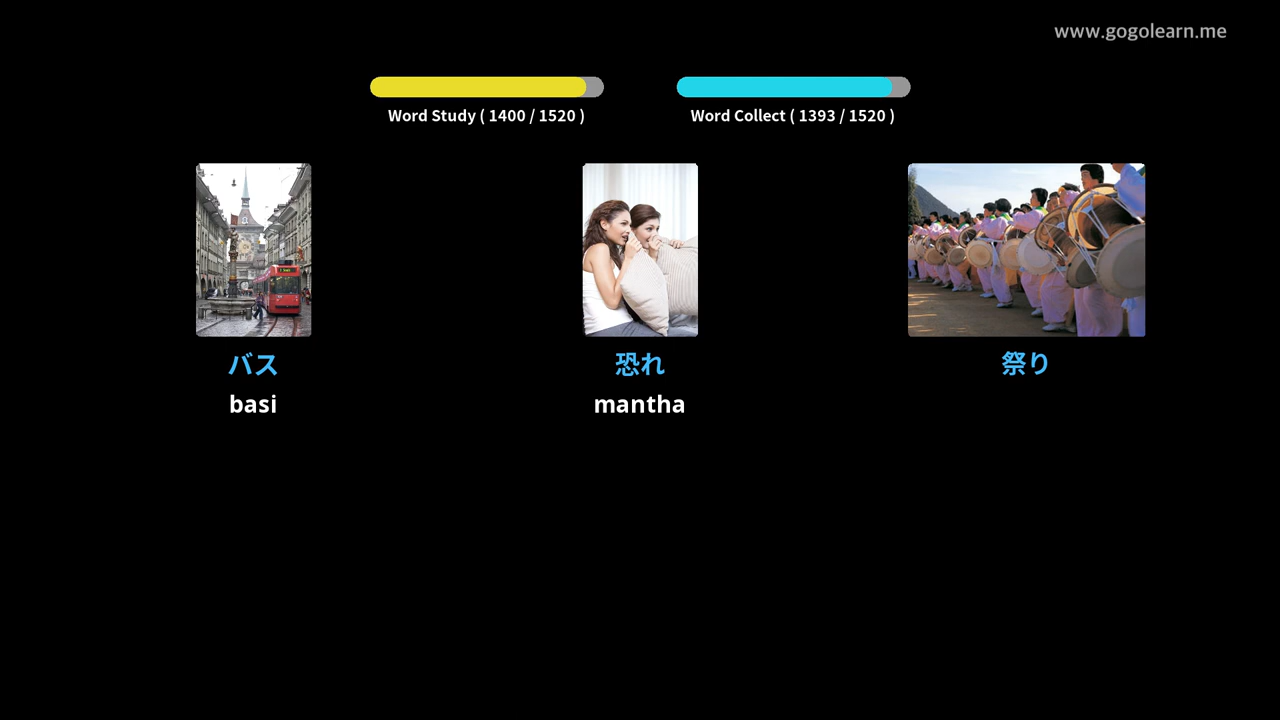 www.gogolearn.me
Word Study ( 1400 / 1520 )
Word Collect ( 1393 / 1520 )
バス
恐れ
祭り
basi
mantha